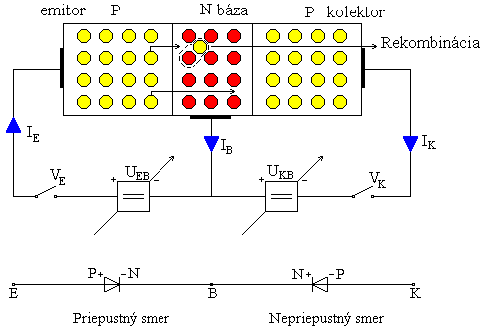 emitor P N báza P kolektor
Rekombinácia
I_E I_B I_K
V_E + U_EB - + U_KB - V_K
P+ -N N+ -P
E B K
Priepustný smer Nepriepustný smer